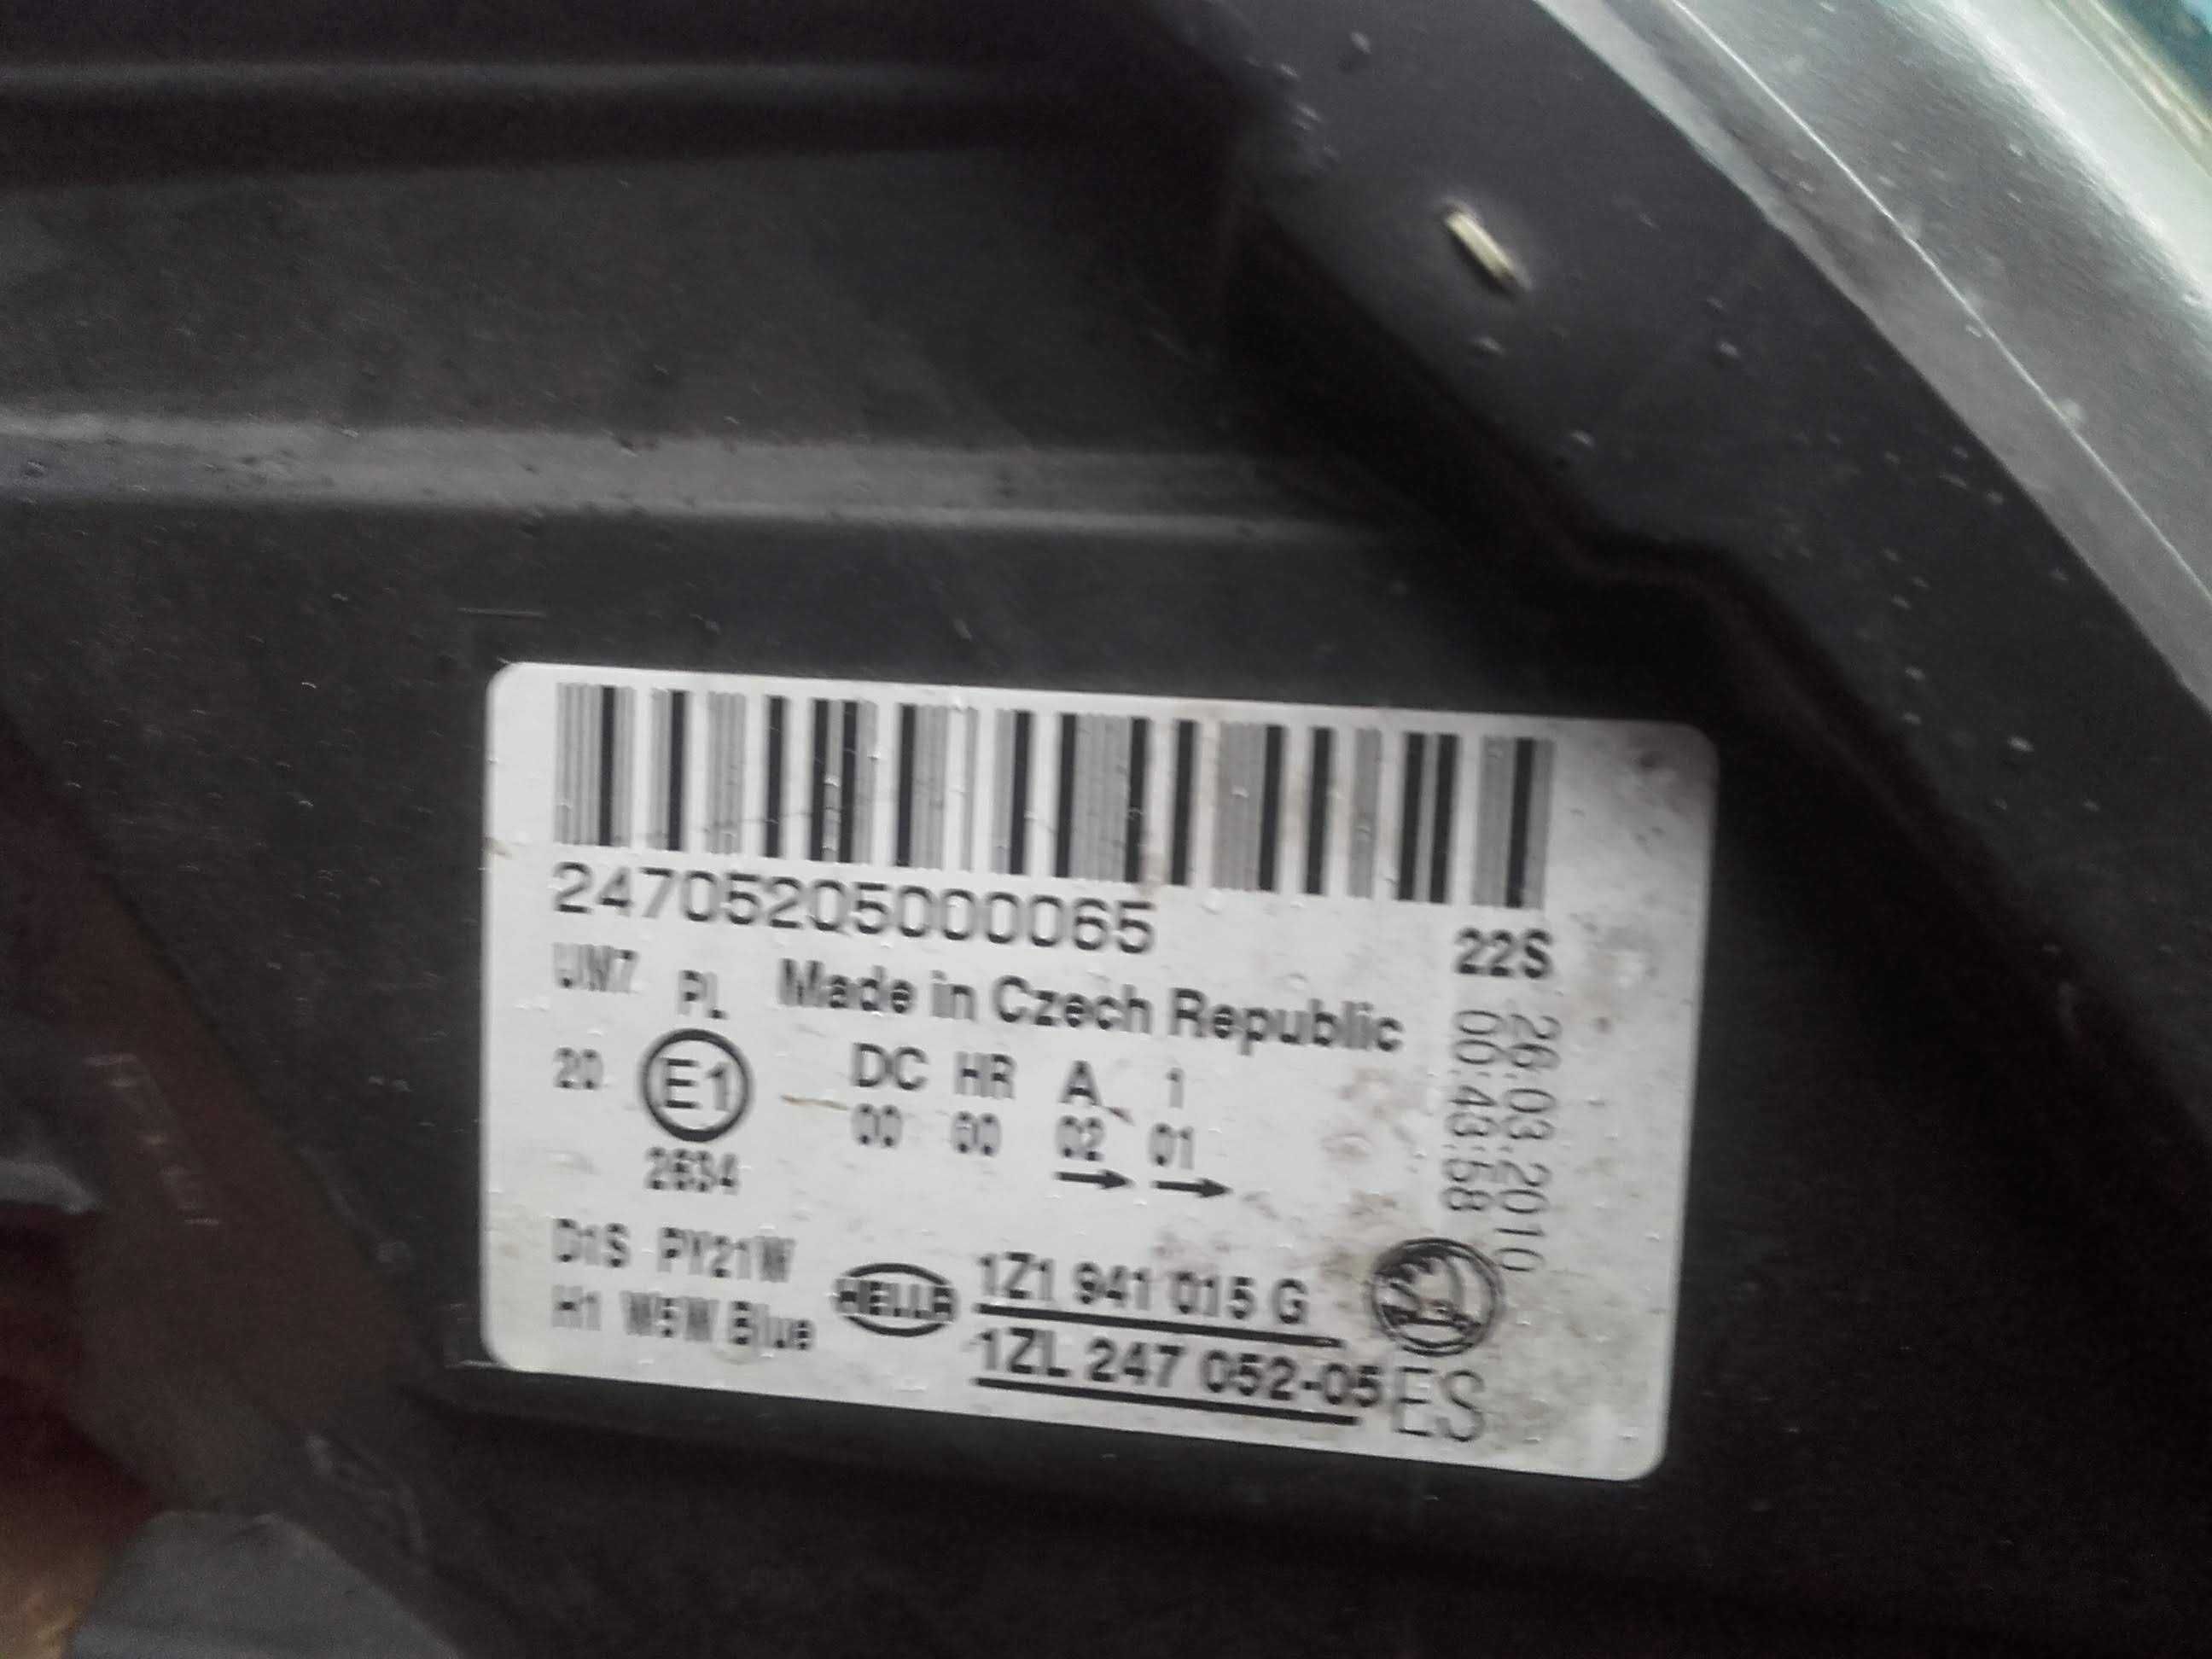 24705205000065
22S
UM7 PL Made in Czech Republic
26.03.2010
00:43:58
20 E1 DC HR A 1
00 00 02 01
2634
D1S PY21W
H1 W5W Blue
HELLA
1Z1 941 015 G
1ZL 247 052-05 ES